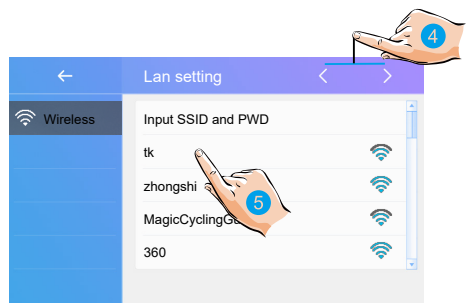 4
Lan setting
Wireless
Input SSID and PWD
tk
zhongshi
5
360